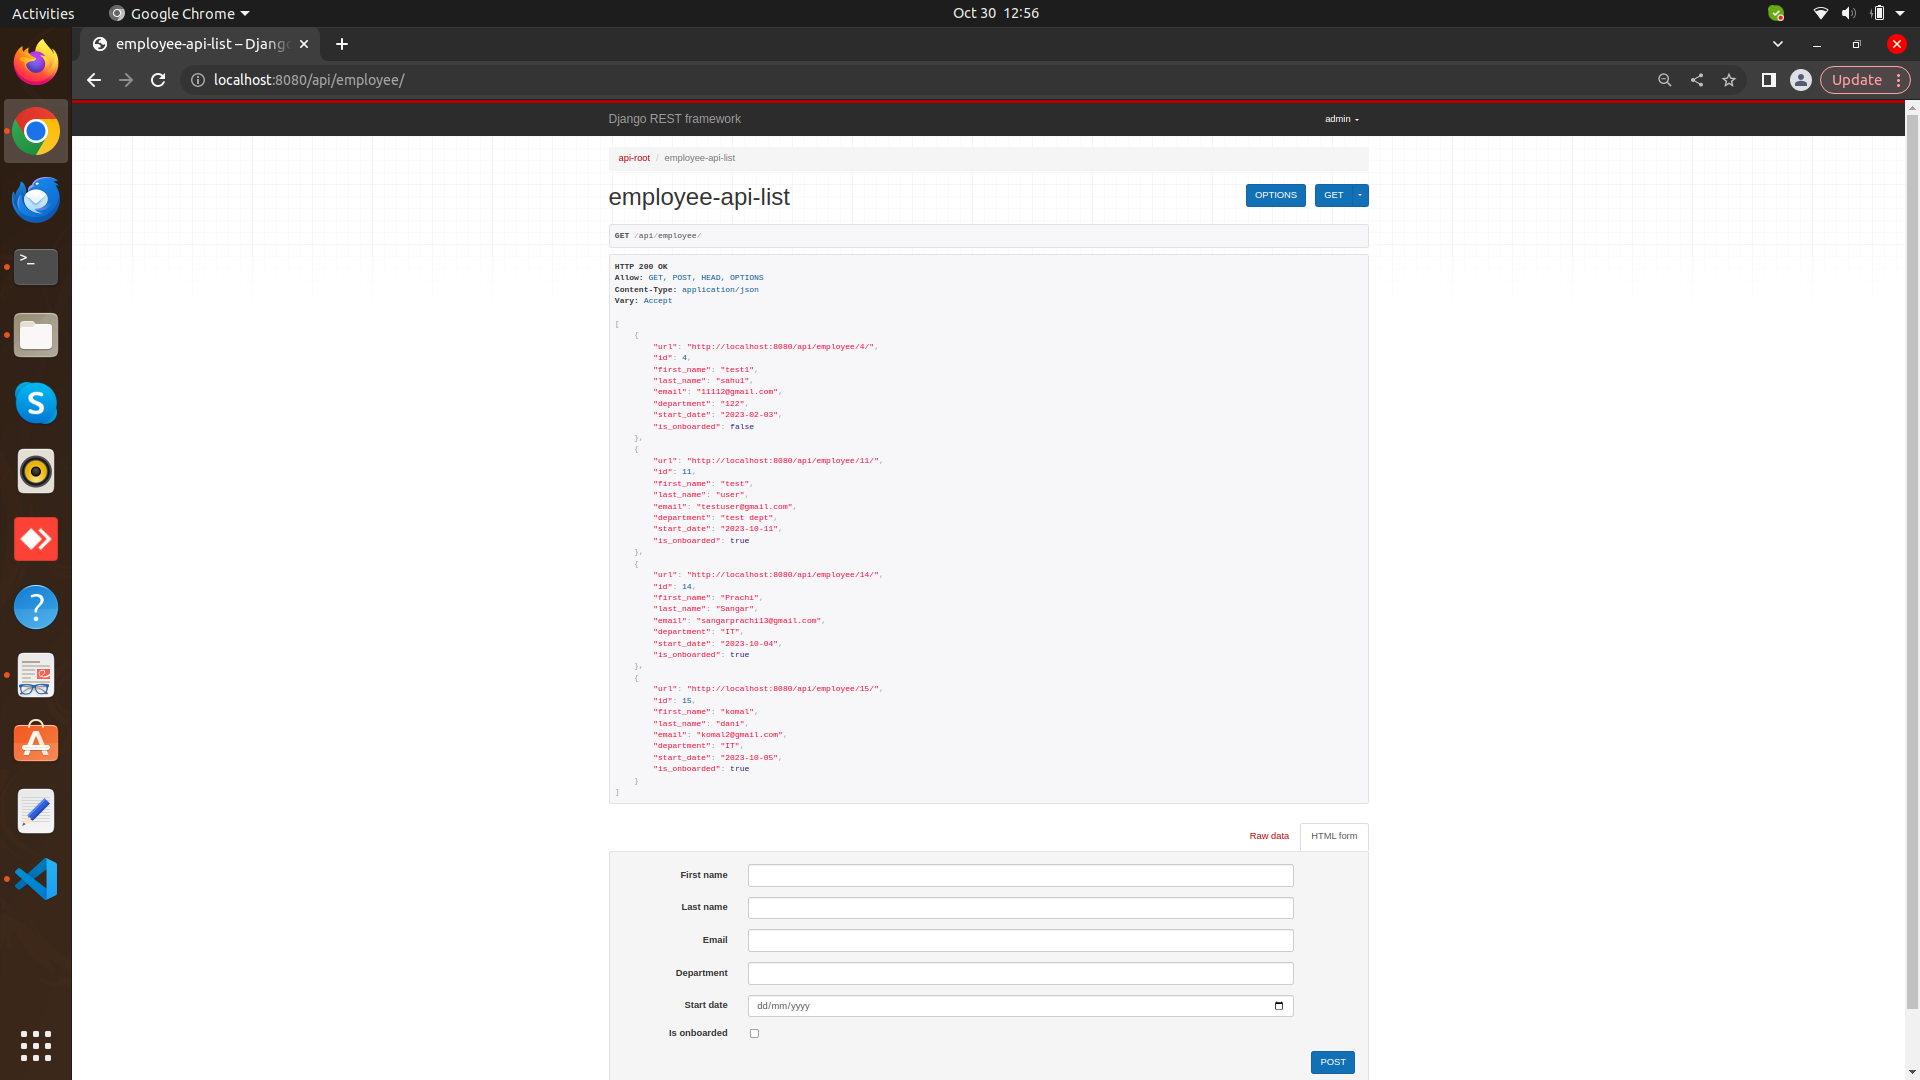 Activities
Google Chrome
Oct 30 12:56
employee-api-list – Djang
localhost:8080/api/employee/
Update
Django REST framework
admin
api-root / employee-api-list
employee-api-list
OPTIONS
GET
GET /api/employee/
HTTP 200 OK
Allow: GET, POST, HEAD, OPTIONS
Content-Type: application/json
Vary: Accept
[
{
"url": "http://localhost:8080/api/employee/4/",
"id": 4,
"first_name": "test1",
"last_name": "sahu1",
"email": "11112@gmail.com",
"department": "122",
"start_date": "2023-02-03",
"is_onboarded": false
},
{
"url": "http://localhost:8080/api/employee/11/",
"id": 11,
"first_name": "test",
"last_name": "user",
"email": "testuser@gmail.com",
"department": "test dept",
"start_date": "2023-10-11",
"is_onboarded": true
},
{
"url": "http://localhost:8080/api/employee/14/",
"id": 14,
"first_name": "Prachi",
"last_name": "Sangar",
"email": "sangarprachi13@gmail.com",
"department": "IT",
"start_date": "2023-10-04",
"is_onboarded": true
},
{
"url": "http://localhost:8080/api/employee/15/",
"id": 15,
"first_name": "komal",
"last_name": "dani",
"email": "komal2@gmail.com",
"department": "IT",
"start_date": "2023-10-05",
"is_onboarded": true
}
]
Raw data
HTML form
First name
Last name
Email
Department
Start date
dd/mm/yyyy
Is onboarded
POST